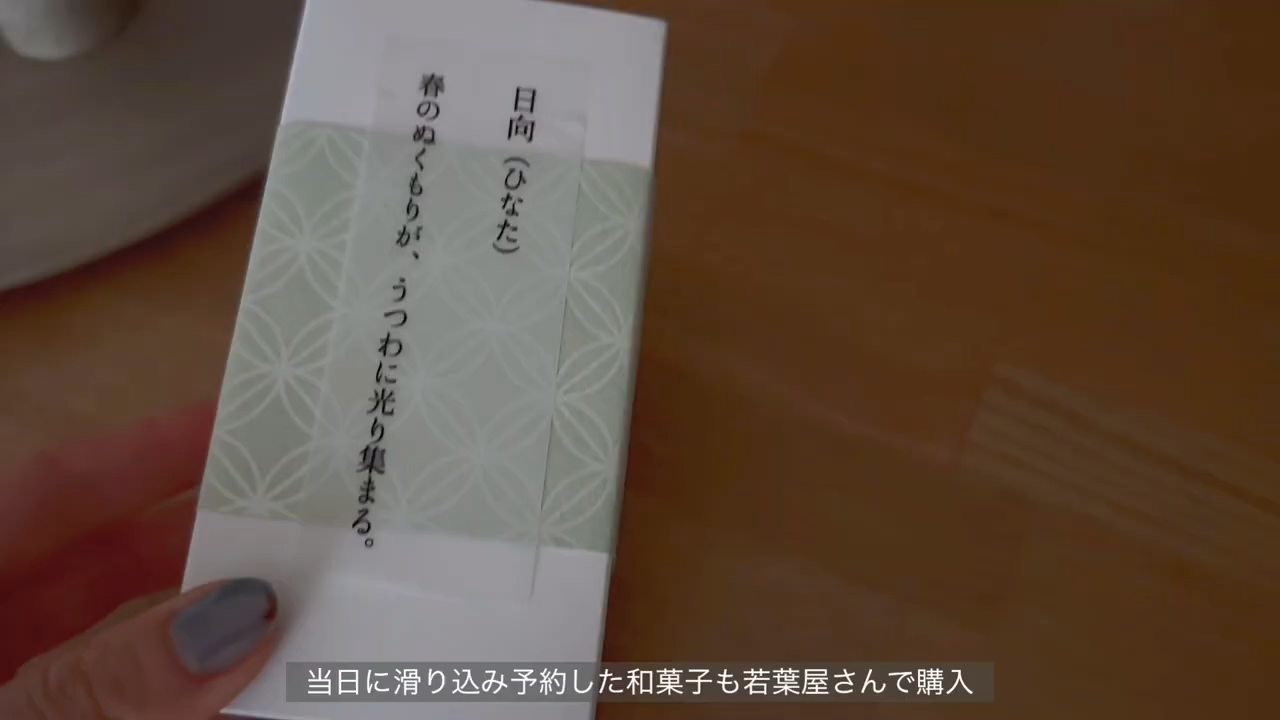 日向（ひなた）
春のぬくもりが、うつわに光り集まる。
当日に滑り込み予約した和菓子も若葉屋さんで購入